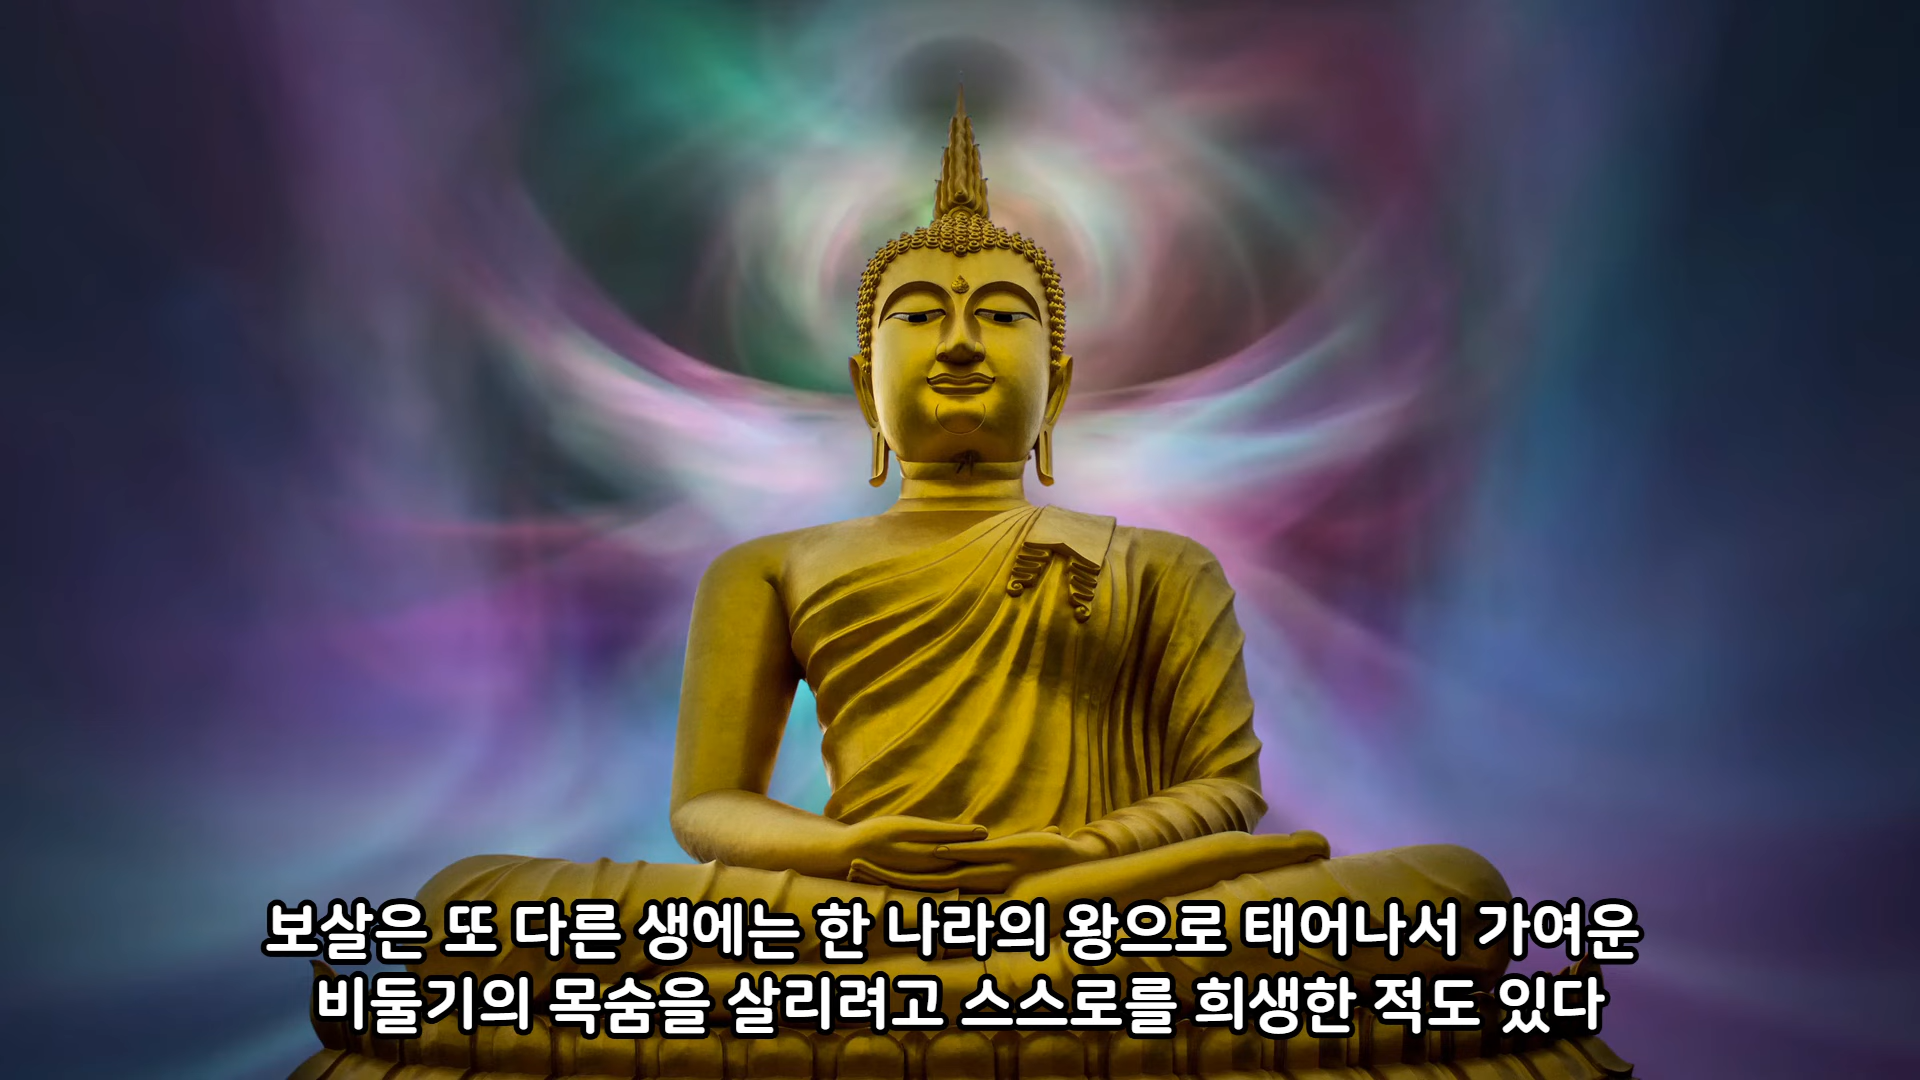 보살은 또 다른 생에는 한 나라의 왕으로 태어나서 가여운
비둘기의 목숨을 살리려고 스스로를 희생한 적도 있다